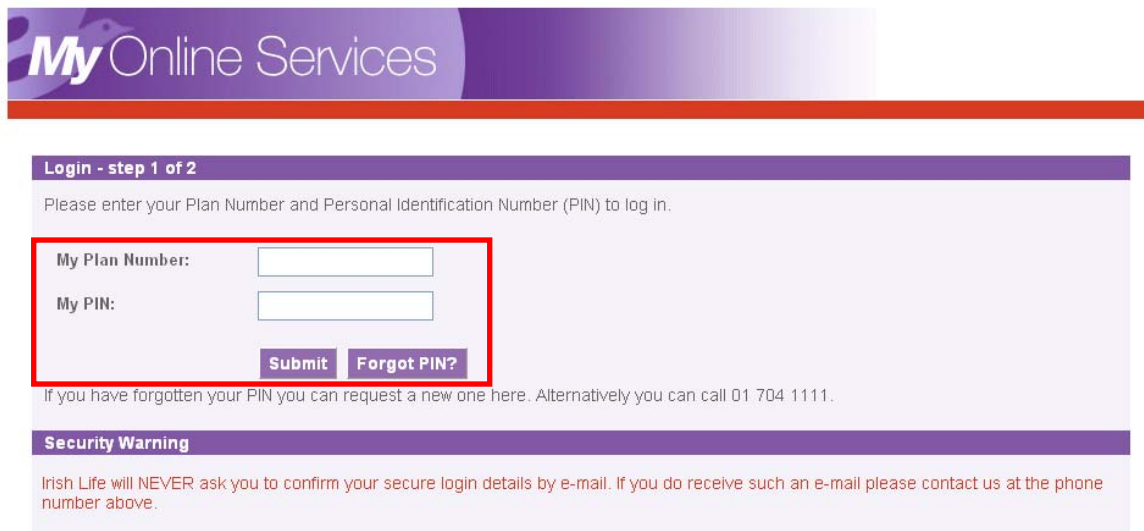 My Online Services
Login - step 1 of 2
Please enter your Plan Number and Personal Identification Number (PIN) to log in.
My Plan Number:
My PIN:
Submit Forgot PIN?
If you have forgotten your PIN you can request a new one here. Alternatively you can call 01 704 1111.
Security Warning
Irish Life will NEVER ask you to confirm your secure login details by e-mail. If you do receive such an e-mail please contact us at the phone
number above.